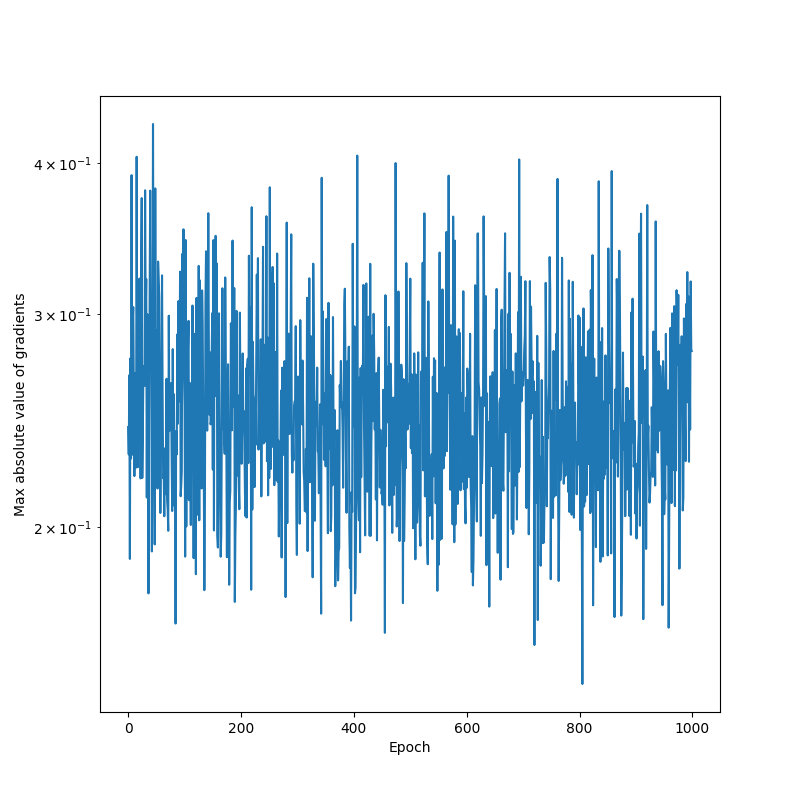 Max absolute value of gradients
4 × 10⁻¹
3 × 10⁻¹
2 × 10⁻¹
0 200 400 600 800 1000
Epoch